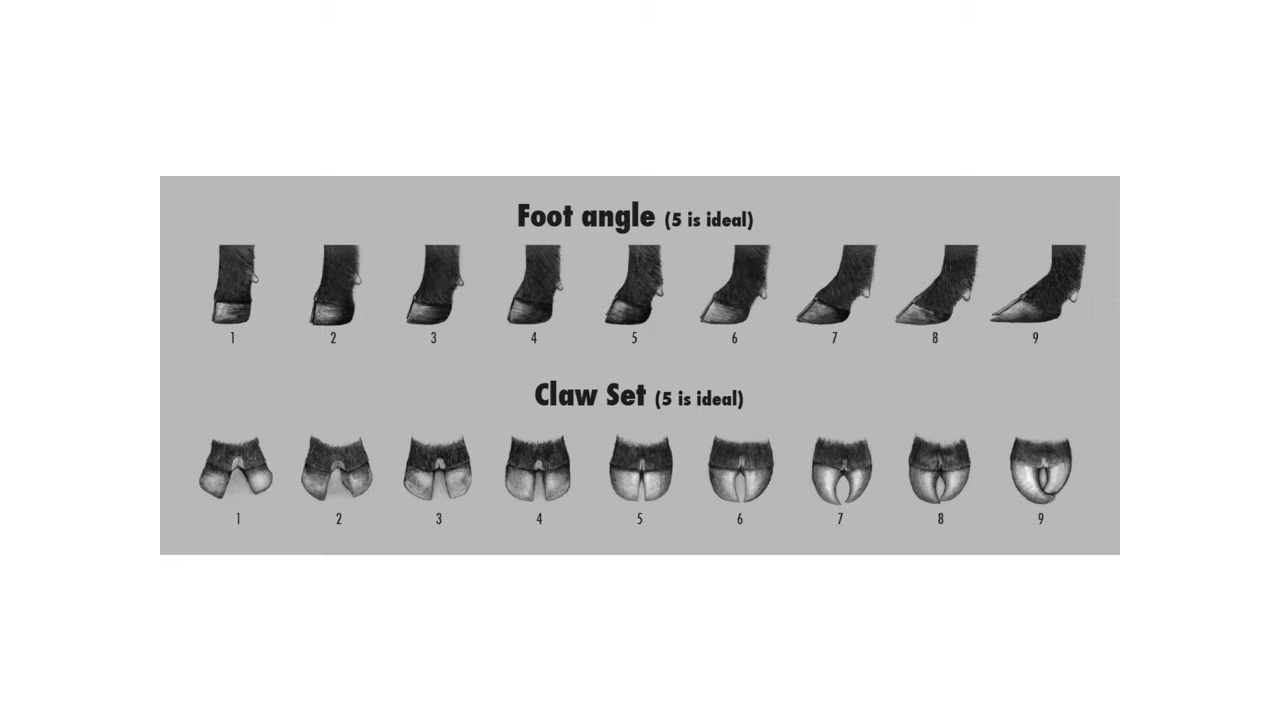 Foot angle (5 is ideal)
1 2 3 4 5 6 7 8 9
Claw Set (5 is ideal)
1 2 3 4 5 6 7 8 9